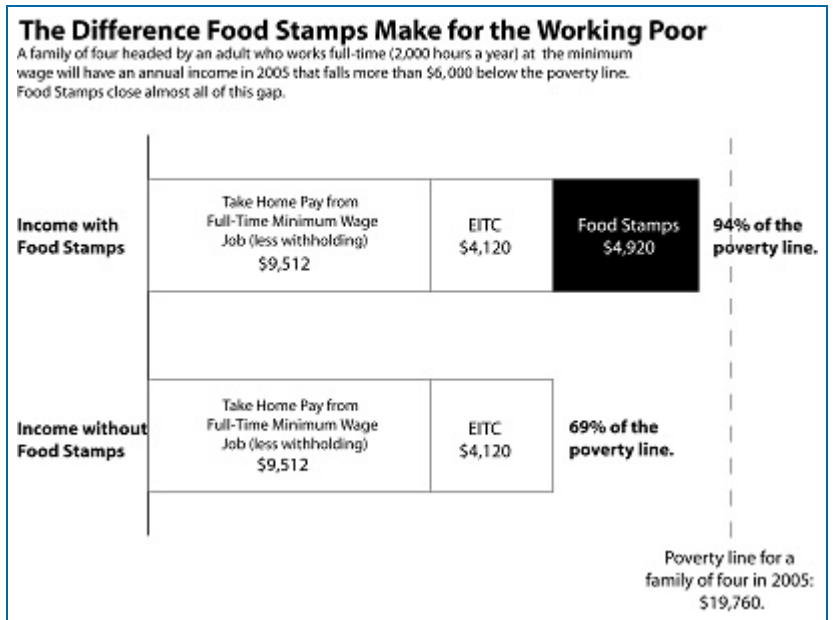 The Difference Food Stamps Make for the Working Poor
A family of four headed by an adult who works full-time (2,000 hours a year) at the minimum
wage will have an annual income in 2005 that falls more than $6,000 below the poverty line.
Food Stamps close almost all of this gap.
Income with
Food Stamps
Take Home Pay from
Full-Time Minimum Wage
Job (less withholding)
$9,512
EITC
$4,120
Food Stamps
$4,920
94% of the
poverty line.
Income without
Food Stamps
Take Home Pay from
Full-Time Minimum Wage
Job (less withholding)
$9,512
EITC
$4,120
69% of the
poverty line.
Poverty line for a
family of four in 2005:
$19,760.